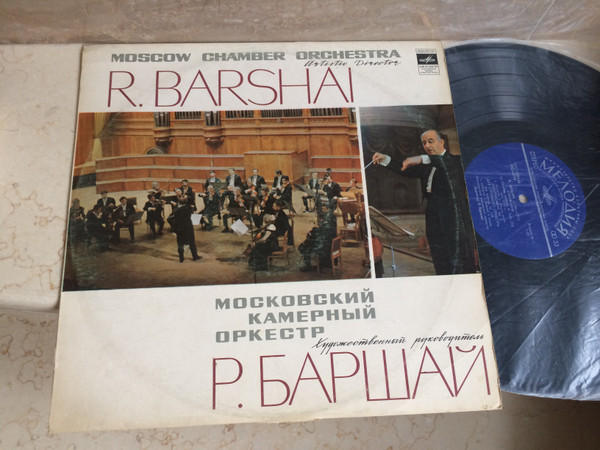 MOSCOW CHAMBER ORCHESTRA
Artistic Director
R. BARSHAI
МОСКОВСКИЙ
КАМЕРНЫЙ
ОРКЕСТР
Художественный руководитель
Р. БАРШАЙ
МЕЛОДИЯ